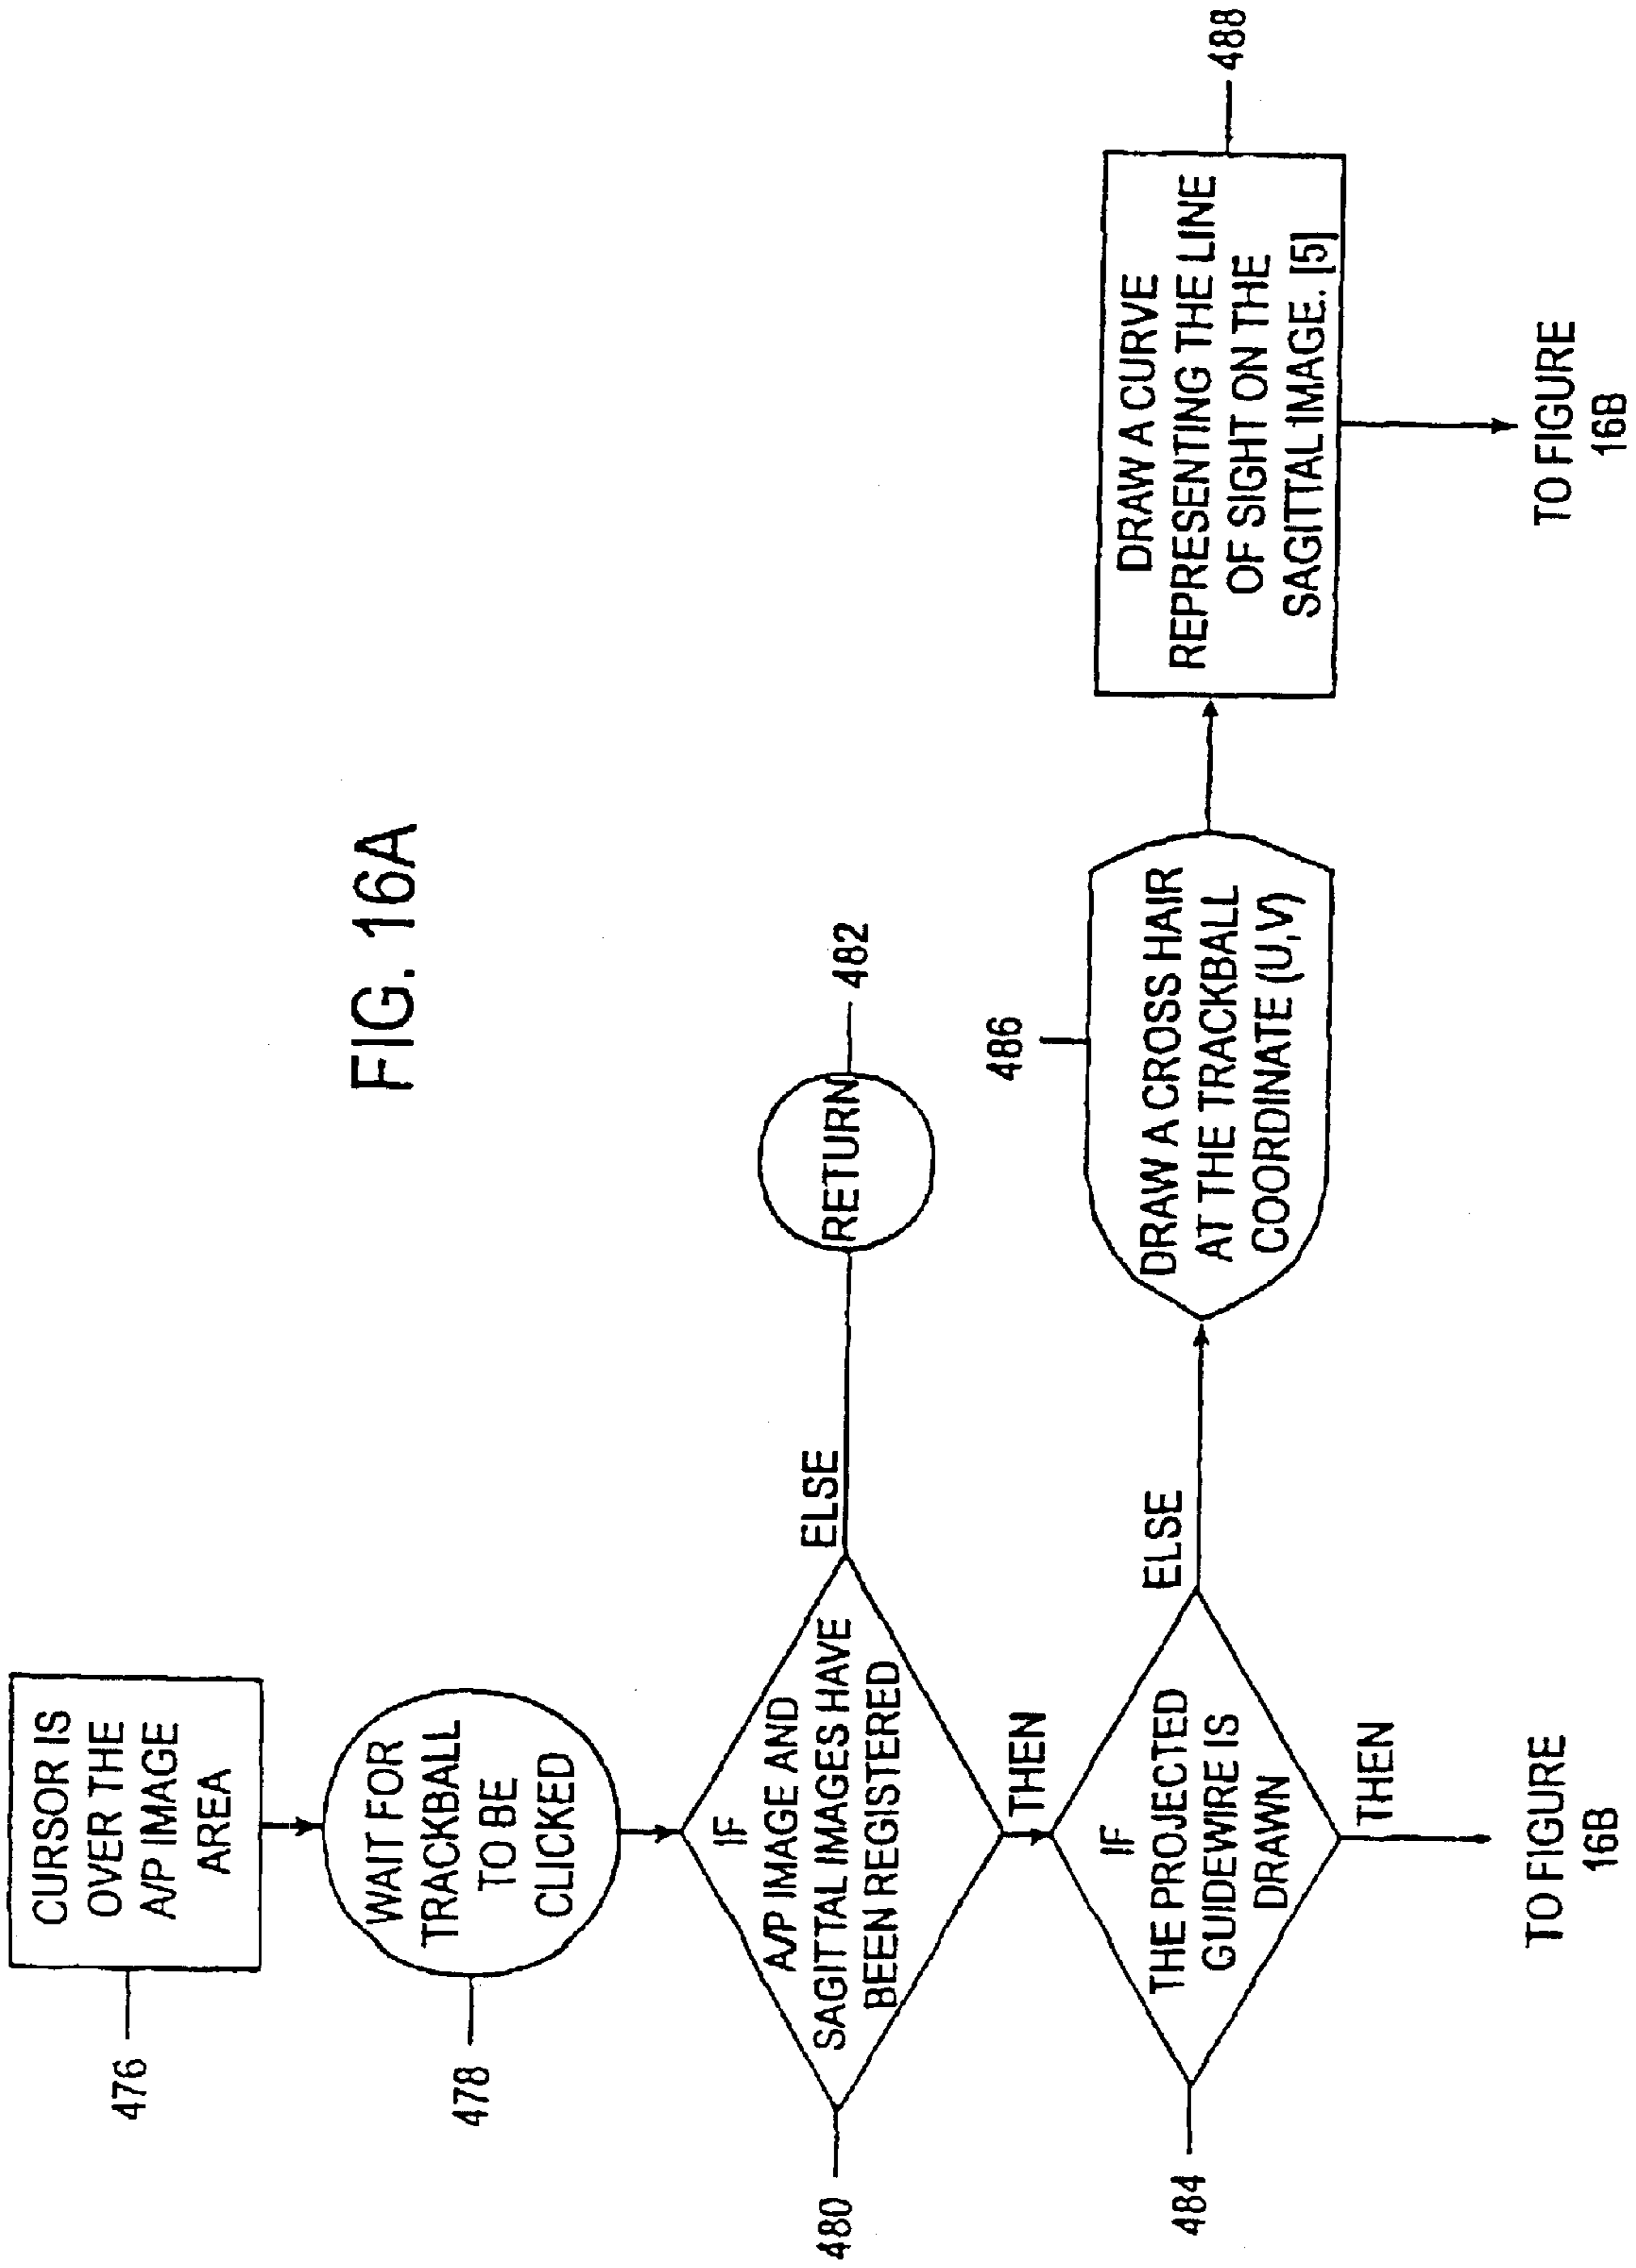 FIG. 16A
CURSOR IS
OVER THE
A/P IMAGE
AREA
476
WAIT FOR
TRACKBALL
TO BE
CLICKED
478
IF
A/P IMAGE AND
SAGITTAL IMAGES HAVE
BEEN REGISTERED
480
ELSE
RETURN
482
THEN
IF
THE PROJECTED
GUIDEWIRE IS
DRAWN
484
ELSE
486
DRAW A CROSS HAIR
AT THE TRACKBALL
COORDINATE (U,V)
DRAW A CURVE
REPRESENTING THE LINE
OF SIGHT ON THE
SAGITTAL IMAGE. [5]
488
THEN
TO FIGURE
16B
TO FIGURE
16B